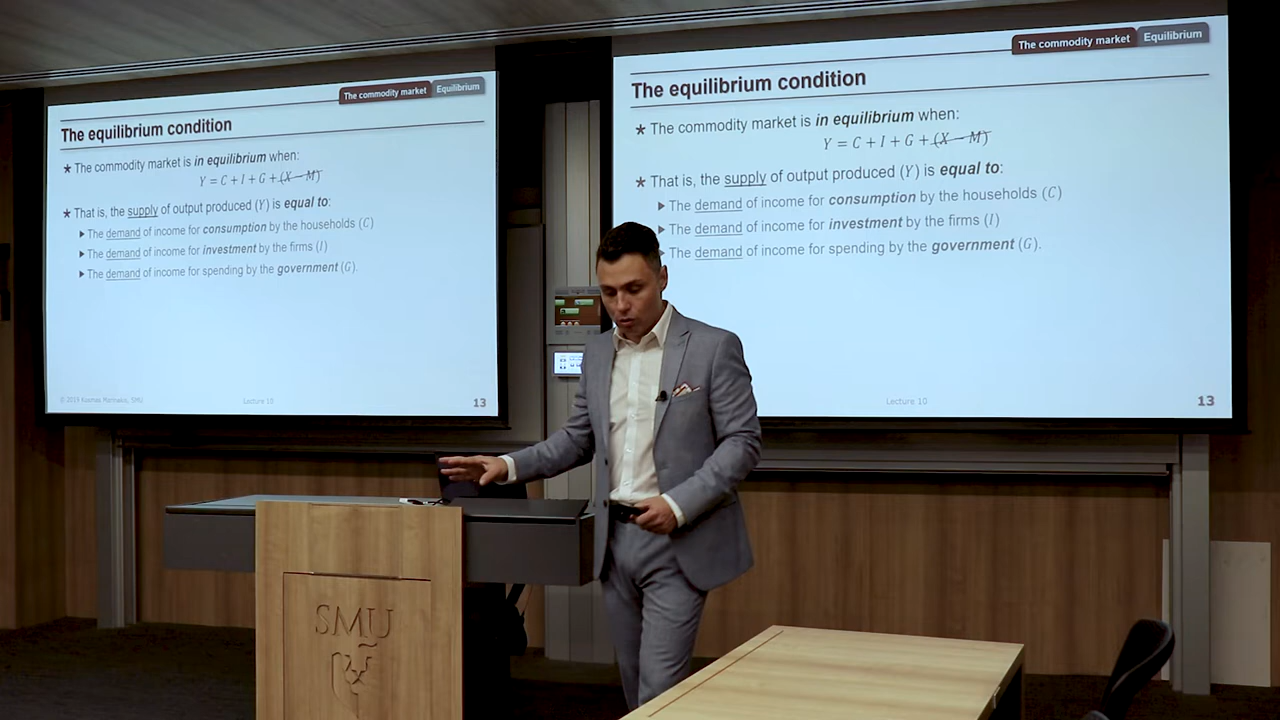 The commodity market Equilibrium
The equilibrium condition
* The commodity market is in equilibrium when:
Y = C + I + G + (X − M)
* That is, the supply of output produced (Y) is equal to:
▶ The demand of income for consumption by the households (C)
▶ The demand of income for investment by the firms (I)
▶ The demand of income for spending by the government (G).
© 2019 Kosmas Marinakis, SMU
Lecture 10
13
The commodity market Equilibrium
The equilibrium condition
* The commodity market is in equilibrium when:
Y = C + I + G + (X − M)
* That is, the supply of output produced (Y) is equal to:
▶ The demand of income for consumption by the households (C)
▶ The demand of income for investment by the firms (I)
The demand of income for spending by the government (G).
Lecture 10
13
SMU